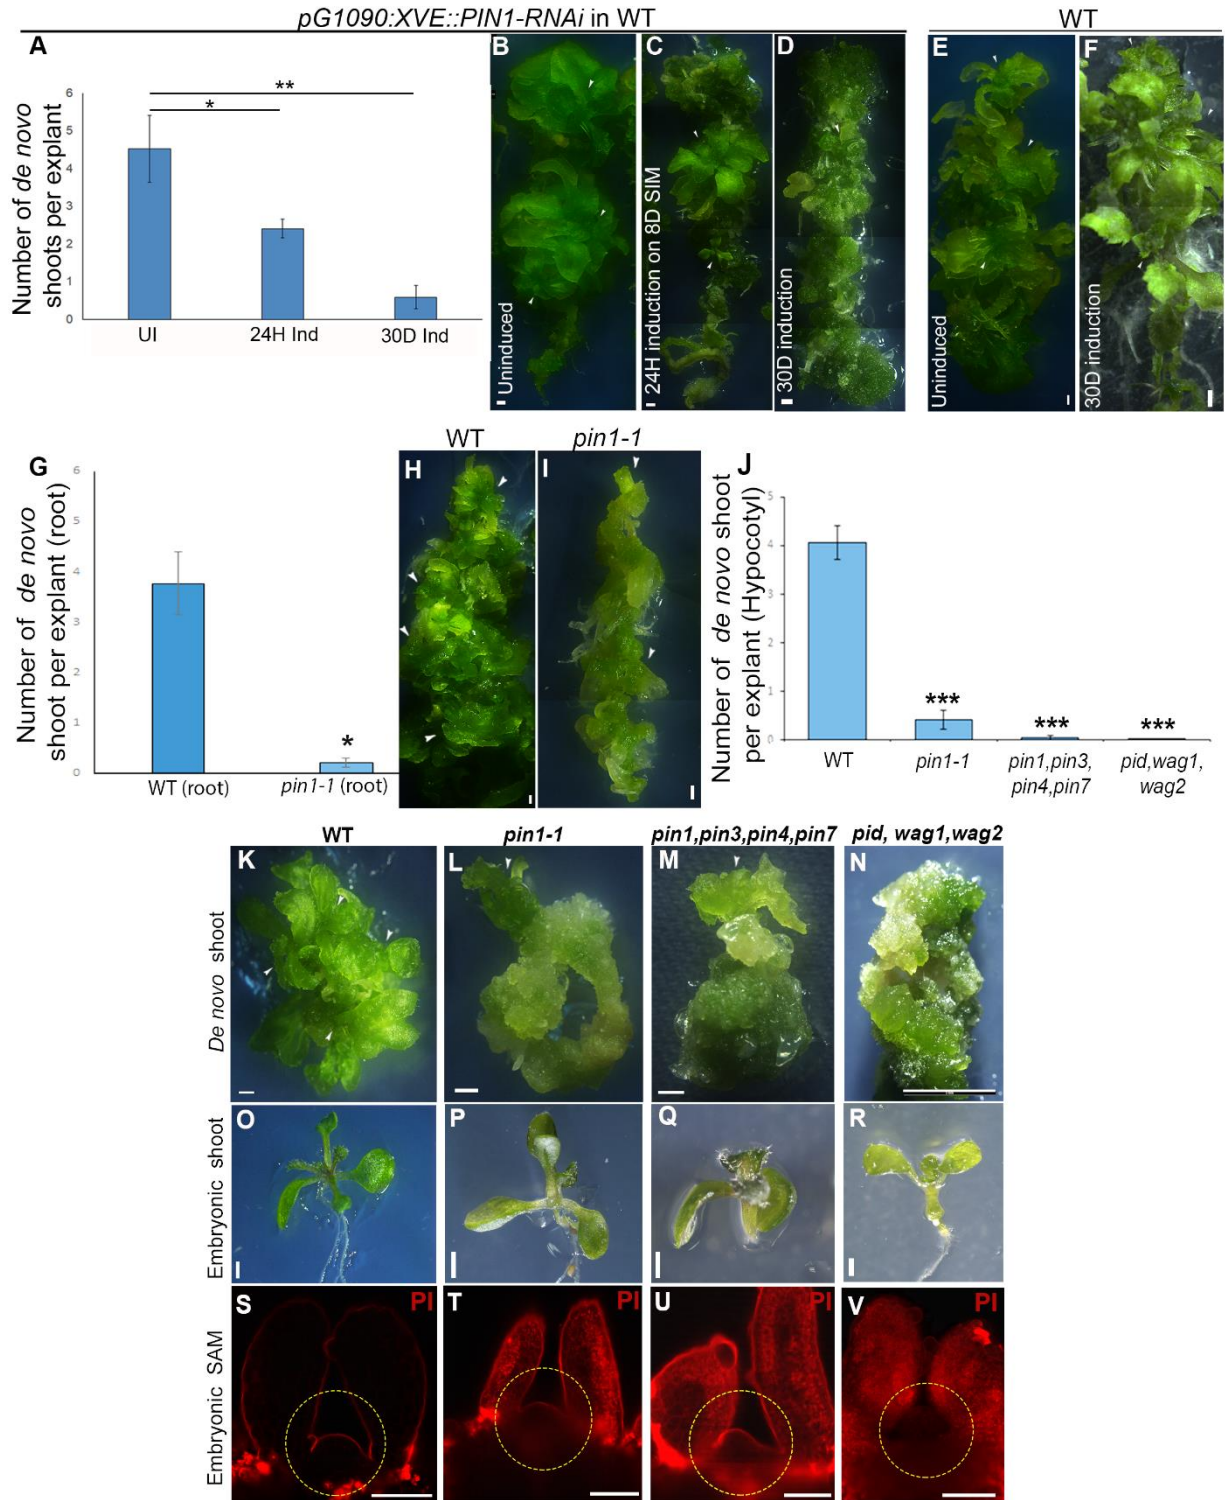 pG1090:XVE::PIN1-RNAi in WT
WT
A
Number of de novo
shoots per explant
6
5
4
3
2
1
0
**
*
UI
24H Ind
30D Ind
B
Uninduced
C
24H induction on 8D SIM
D
30D induction
E
Uninduced
F
30D induction
G
Number of de novo
shoot per explant (root)
6
5
4
3
2
1
0
*
WT (root)
pin1-1 (root)
WT
H
pin1-1
I
J
Number of de novo shoot
per explant (Hypocotyl)
5
4
3
2
1
0
***
***
***
WT
pin1-1
pin1,pin3,
pin4,pin7
pid,wag1,
wag2
WT
pin1-1
pin1,pin3,pin4,pin7
pid, wag1,wag2
De novo shoot
K
L
M
N
Embryonic shoot
O
P
Q
R
Embryonic SAM
S
PI
T
PI
U
PI
V
PI